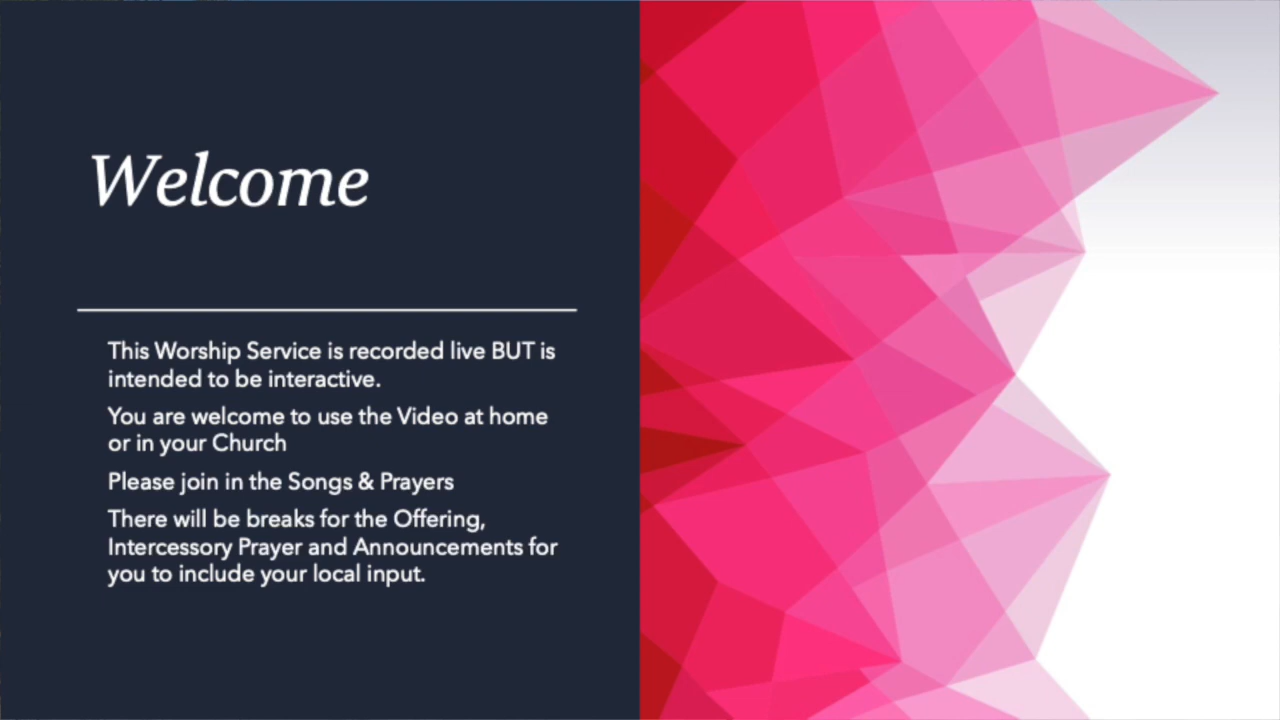 Welcome
This Worship Service is recorded live BUT is
intended to be interactive.
You are welcome to use the Video at home
or in your Church
Please join in the Songs & Prayers
There will be breaks for the Offering,
Intercessory Prayer and Announcements for
you to include your local input.